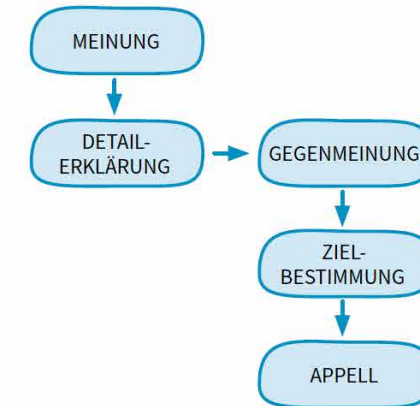 MEINUNG
DETAIL-
ERKLÄRUNG
GEGENMEINUNG
ZIEL-
BESTIMMUNG
APPELL